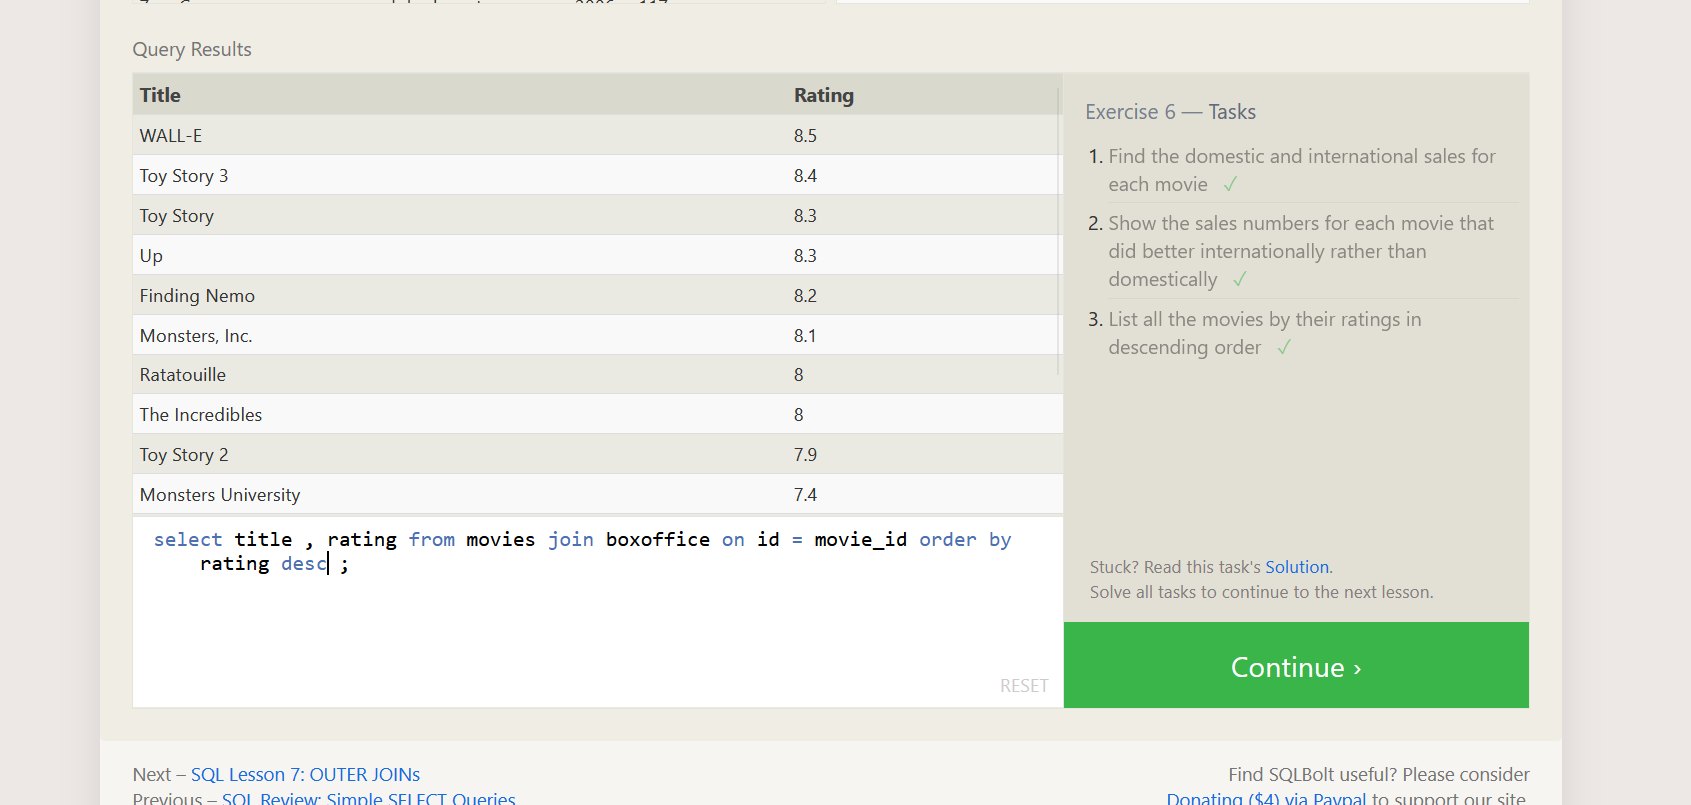 Query Results
Title Rating
WALL-E 8.5
Toy Story 3 8.4
Toy Story 8.3
Up 8.3
Finding Nemo 8.2
Monsters, Inc. 8.1
Ratatouille 8
The Incredibles 8
Toy Story 2 7.9
Monsters University 7.4
select title , rating from movies join boxoffice on id = movie_id order by
rating desc ;
RESET
Exercise 6 — Tasks
1. Find the domestic and international sales for
each movie ✓
2. Show the sales numbers for each movie that
did better internationally rather than
domestically ✓
3. List all the movies by their ratings in
descending order ✓
Stuck? Read this task's Solution.
Solve all tasks to continue to the next lesson.
Continue ›
Next – SQL Lesson 7: OUTER JOINs
Previous – SQL Review: Simple SELECT Queries
Find SQLBolt useful? Please consider
Donating ($4) via Paypal to support our site.